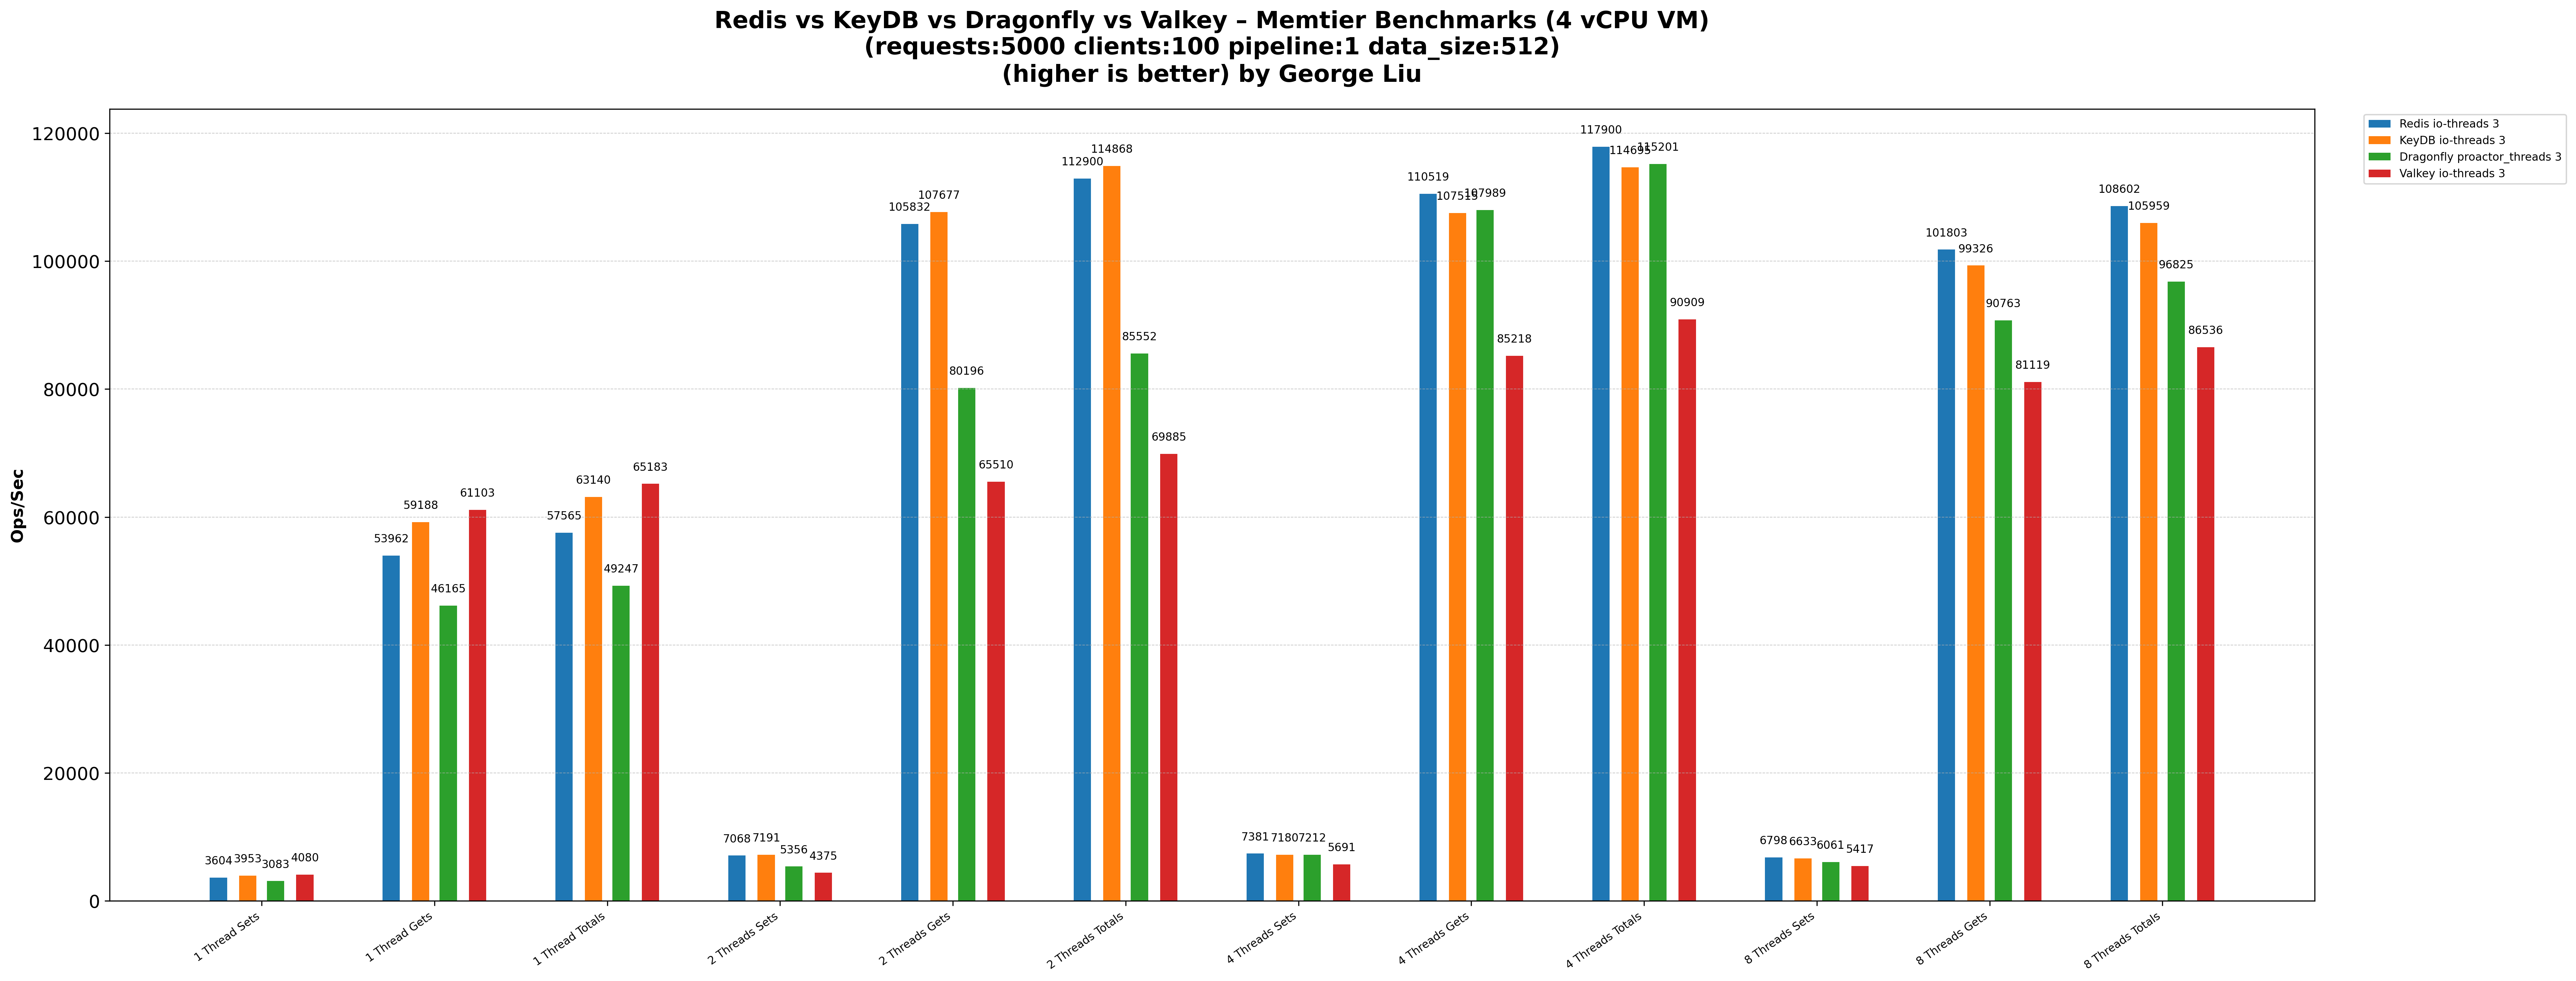 Redis vs KeyDB vs Dragonfly vs Valkey – Memtier Benchmarks (4 vCPU VM)
(requests:5000 clients:100 pipeline:1 data_size:512)
(higher is better) by George Liu
Redis io-threads 3
KeyDB io-threads 3
Dragonfly proactor_threads 3
Valkey io-threads 3
Ops/Sec
120000
100000
80000
60000
40000
20000
0
3604 3953 3083 4080
53962 59188 46165 61103
57565 63140 49247 65183
7068 7191 5356 4375
105832 107677 80196 65510
112900 114868 85552 69885
7381 7180 7212 5691
110519 107515 107989 85218
117900 114695 115201 90909
6798 6633 6061 5417
101803 99326 90763 81119
108602 105959 96825 86536
1 Thread Sets
1 Thread Gets
1 Thread Totals
2 Threads Sets
2 Threads Gets
2 Threads Totals
4 Threads Sets
4 Threads Gets
4 Threads Totals
8 Threads Sets
8 Threads Gets
8 Threads Totals